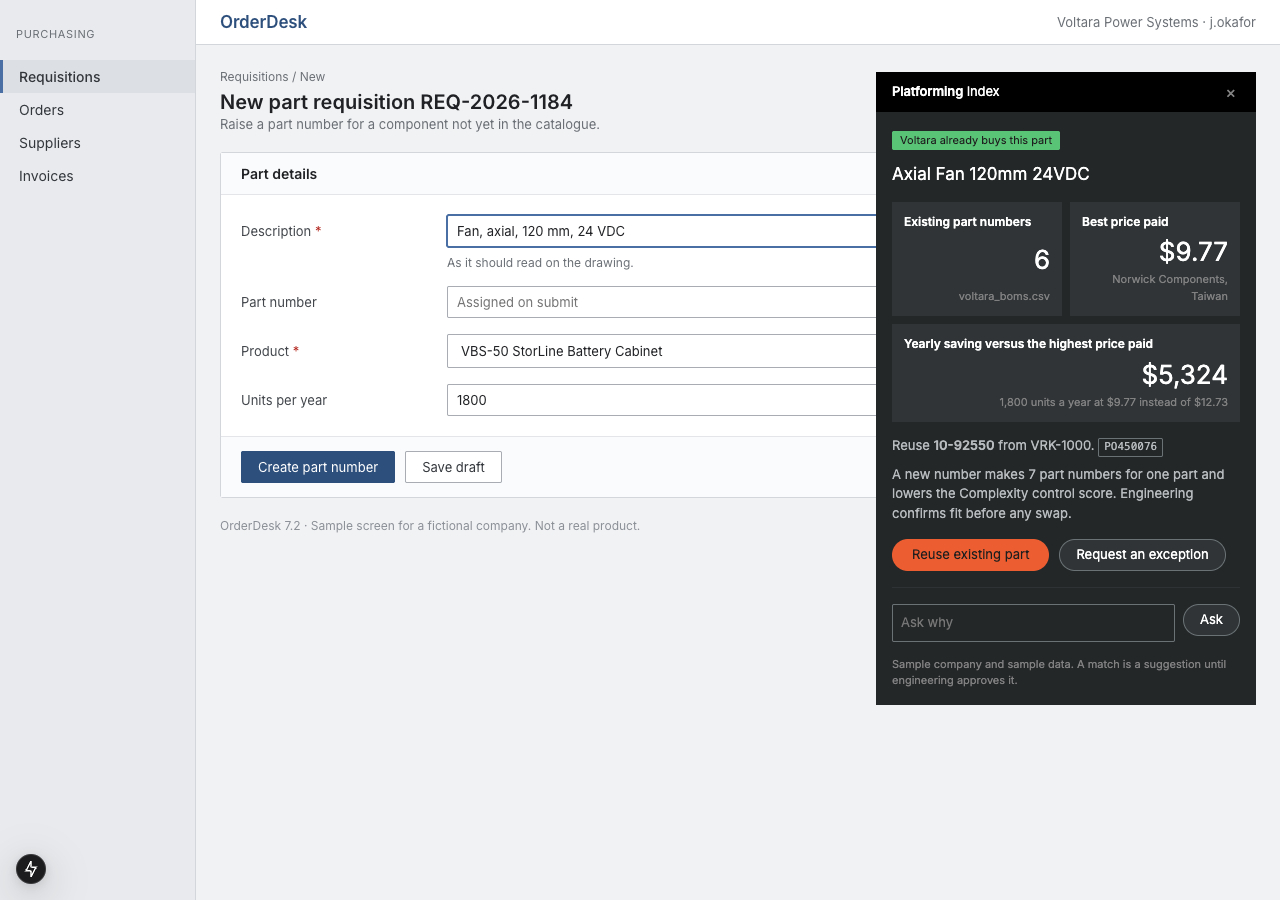 PURCHASING
Requisitions
Orders
Suppliers
Invoices
OrderDesk
Voltara Power Systems · j.okafor
Requisitions / New
New part requisition REQ-2026-1184
Raise a part number for a component not yet in the catalogue.
Part details
Description *
Fan, axial, 120 mm, 24 VDC
As it should read on the drawing.
Part number
Assigned on submit
Product *
VBS-50 StorLine Battery Cabinet
Units per year
1800
Create part number
Save draft
OrderDesk 7.2 · Sample screen for a fictional company. Not a real product.
Platforming Index
×
Voltara already buys this part
Axial Fan 120mm 24VDC
Existing part numbers
6
voltara_boms.csv
Best price paid
$9.77
Norwick Components,
Taiwan
Yearly saving versus the highest price paid
$5,324
1,800 units a year at $9.77 instead of $12.73
Reuse 10-92550 from VRK-1000. PO450076
A new number makes 7 part numbers for one part and
lowers the Complexity control score. Engineering
confirms fit before any swap.
Reuse existing part
Request an exception
Ask why
Ask
Sample company and sample data. A match is a suggestion until
engineering approves it.